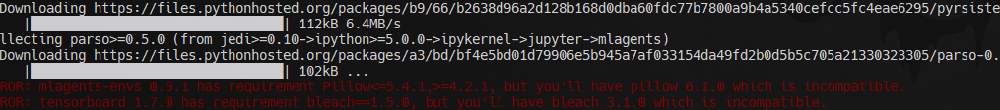 Downloading https://files.pythonhosted.org/packages/b9/66/b2638d96a2d128b168d0dba60fdc77b7800a9b4a5340cefcc5fc4eae6295/pyrsiste
|████████████████████████████████| 112kB 6.4MB/s
llecting parso>=0.5.0 (from jedi>=0.10->ipython>=5.0.0->ipykernel->jupyter->mlagents)
Downloading https://files.pythonhosted.org/packages/a3/bd/bf4e5bd01d79906e5b945a7af033154da49fd2b0d5b5c705a21330323305/parso-0.
|████████████████████████████████| 102kB ...
ROR: mlagents-envs 0.9.1 has requirement Pillow<=5.4.1,>=4.2.1, but you'll have pillow 6.1.0 which is incompatible.
ROR: tensorboard 1.7.0 has requirement bleach==1.5.0, but you'll have bleach 3.1.0 which is incompatible.